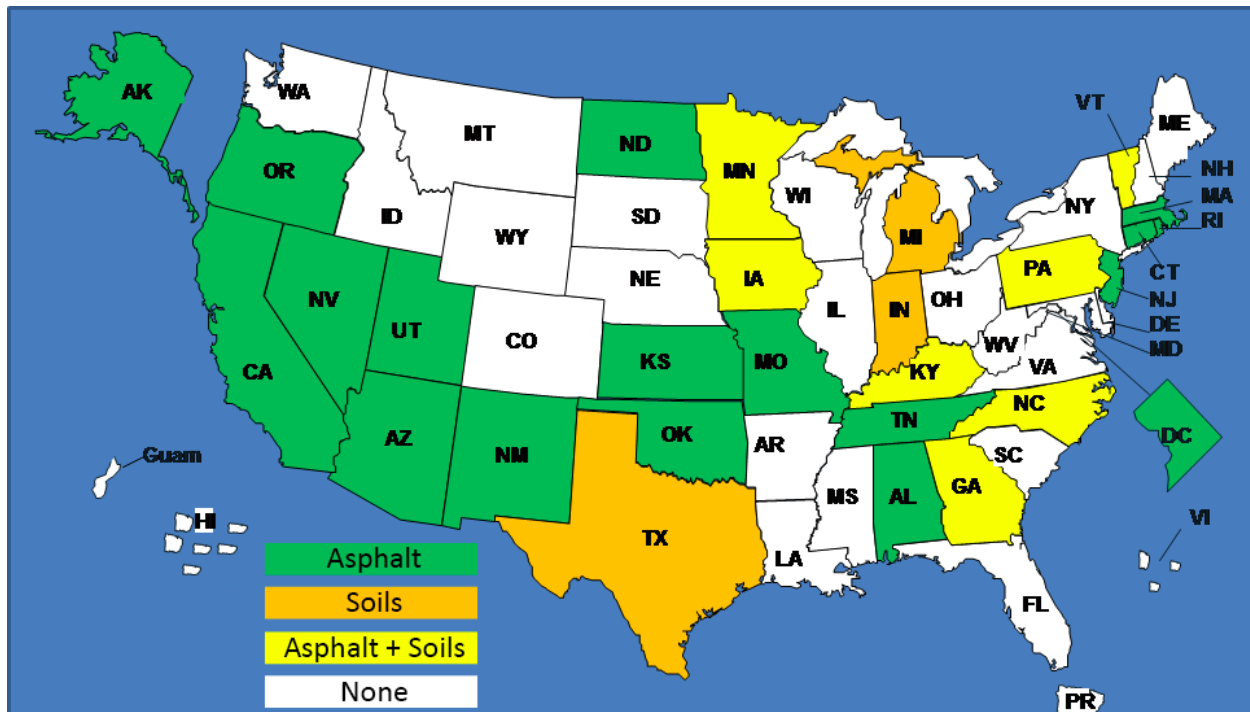 AK
WA
MT
ND
MN
VT
ME
OR
ID
SD
WI
NY
NH
MA
RI
WY
MI
PA
CT
NV
UT
NE
IA
IL
IN
OH
NJ
DE
MD
CA
CO
KS
MO
KY
WV
VA
NC
AZ
NM
OK
AR
TN
SC
DC
Guam
MS
AL
GA
VI
HI
TX
LA
FL
PR
Asphalt
Soils
Asphalt + Soils
None